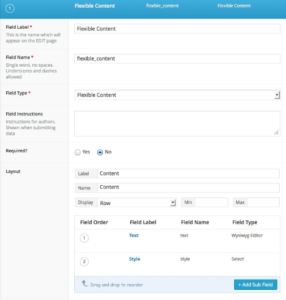 1 Flexible Content flexible_content Flexible Content
Field Label *
This is the name which will
appear on the EDIT page
Flexible Content
Field Name *
Single word, no spaces.
Underscores and dashes
allowed
flexible_content
Field Type *
Flexible Content
Field Instructions
Instructions for authors.
Shown when submitting
data
Required?
Yes No
Layout
Label Content
Name Content
Display Row Min Max
Field Order Field Label Field Name Field Type
1 Text text Wysiwyg Editor
2 Style style Select
Drag and drop to reorder
+ Add Sub Field